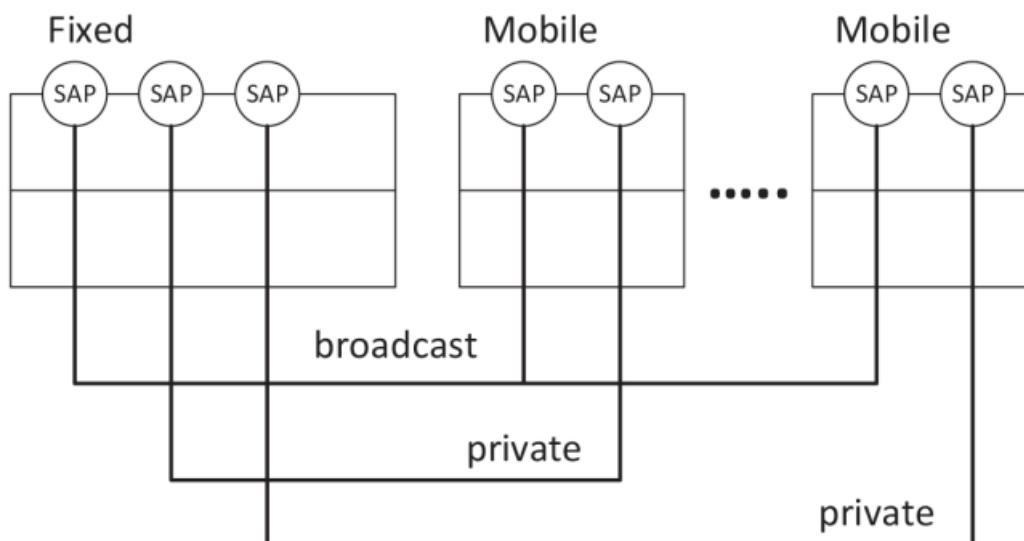 Fixed Mobile Mobile
SAP SAP SAP SAP SAP SAP SAP
broadcast
private
private